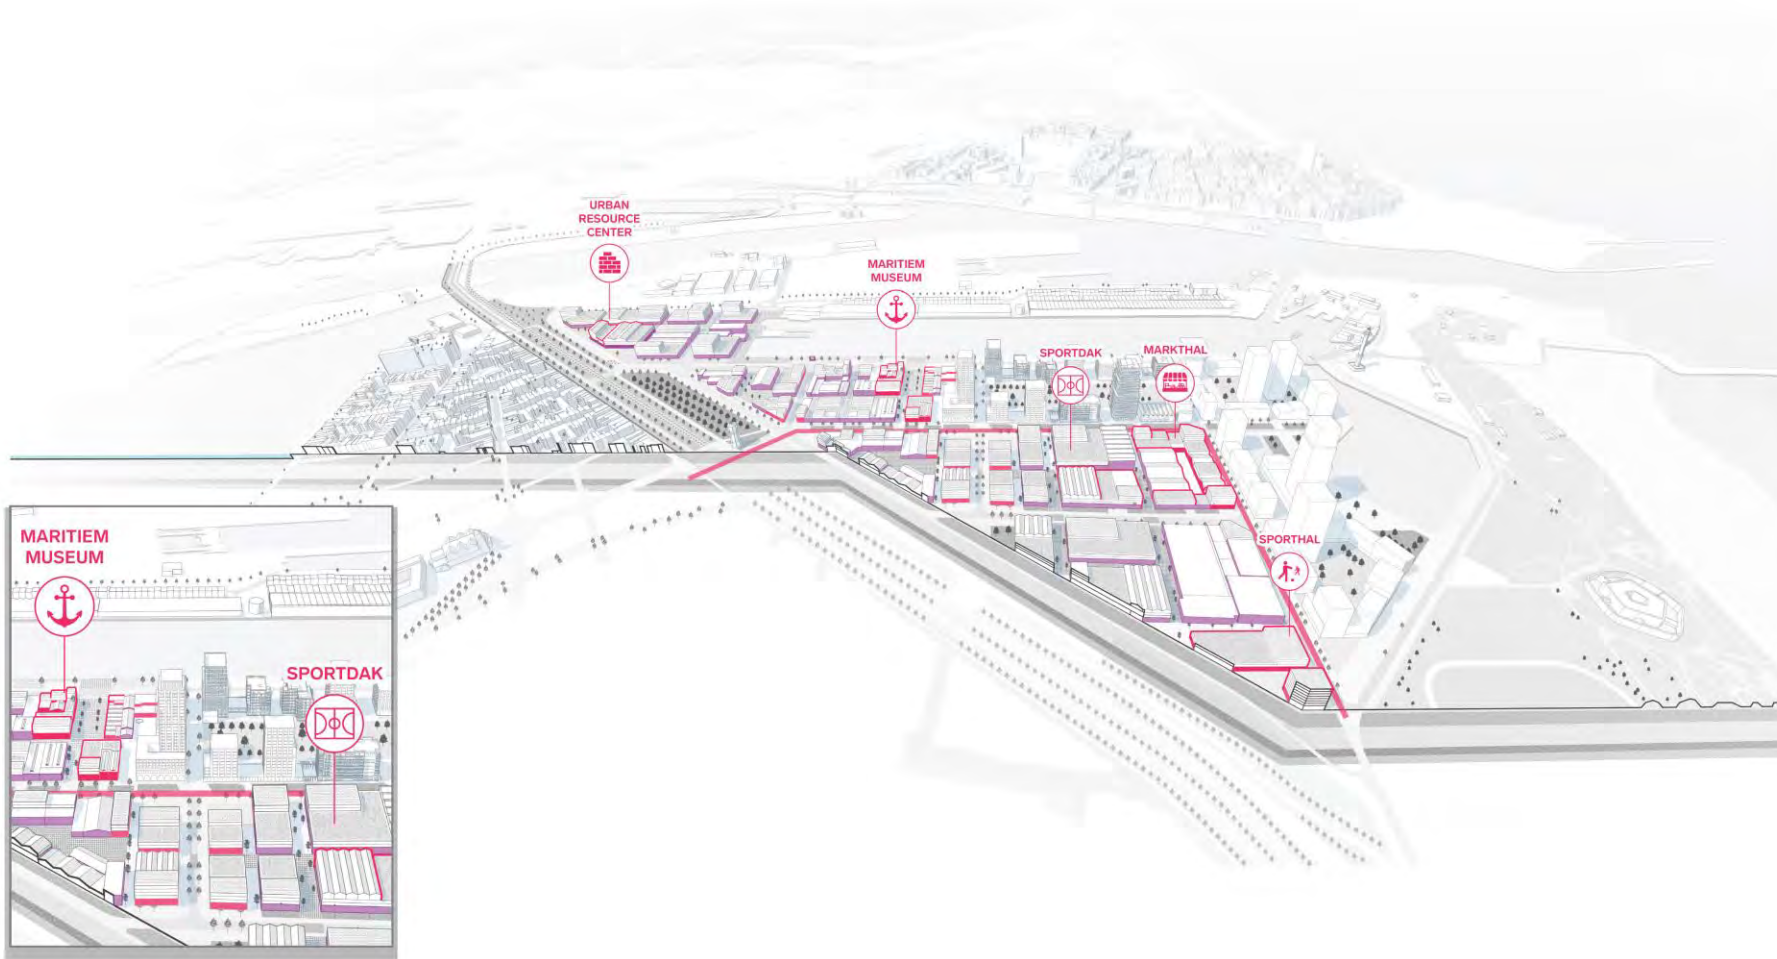 URBAN
RESOURCE
CENTER
MARITIEM
MUSEUM
SPORTDAK
MARKTHAL
SPORTHAL
MARITIEM
MUSEUM
SPORTDAK